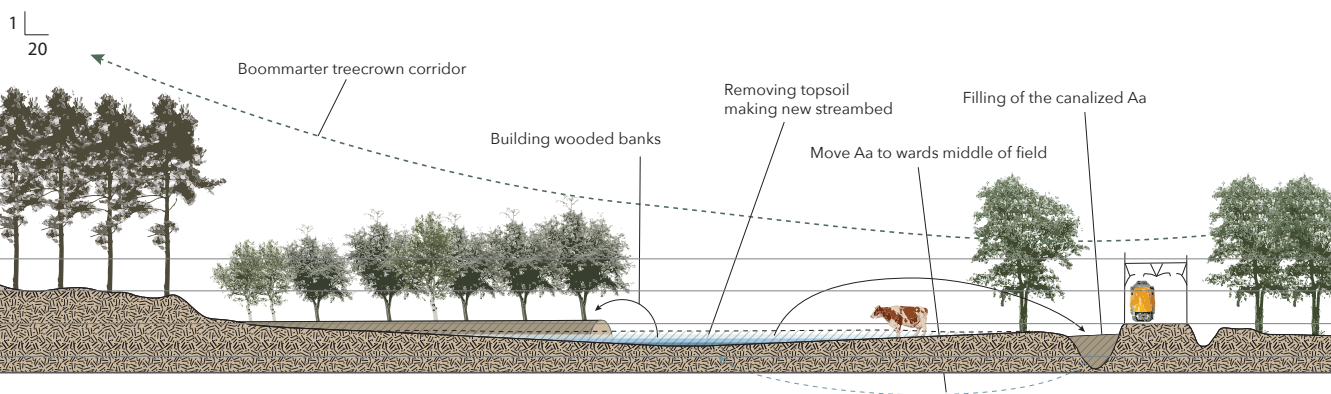 1
20
Boommarter treecrown corridor
Building wooded banks
Removing topsoil
making new streambed
Move Aa to wards middle of field
Filling of the canalized Aa